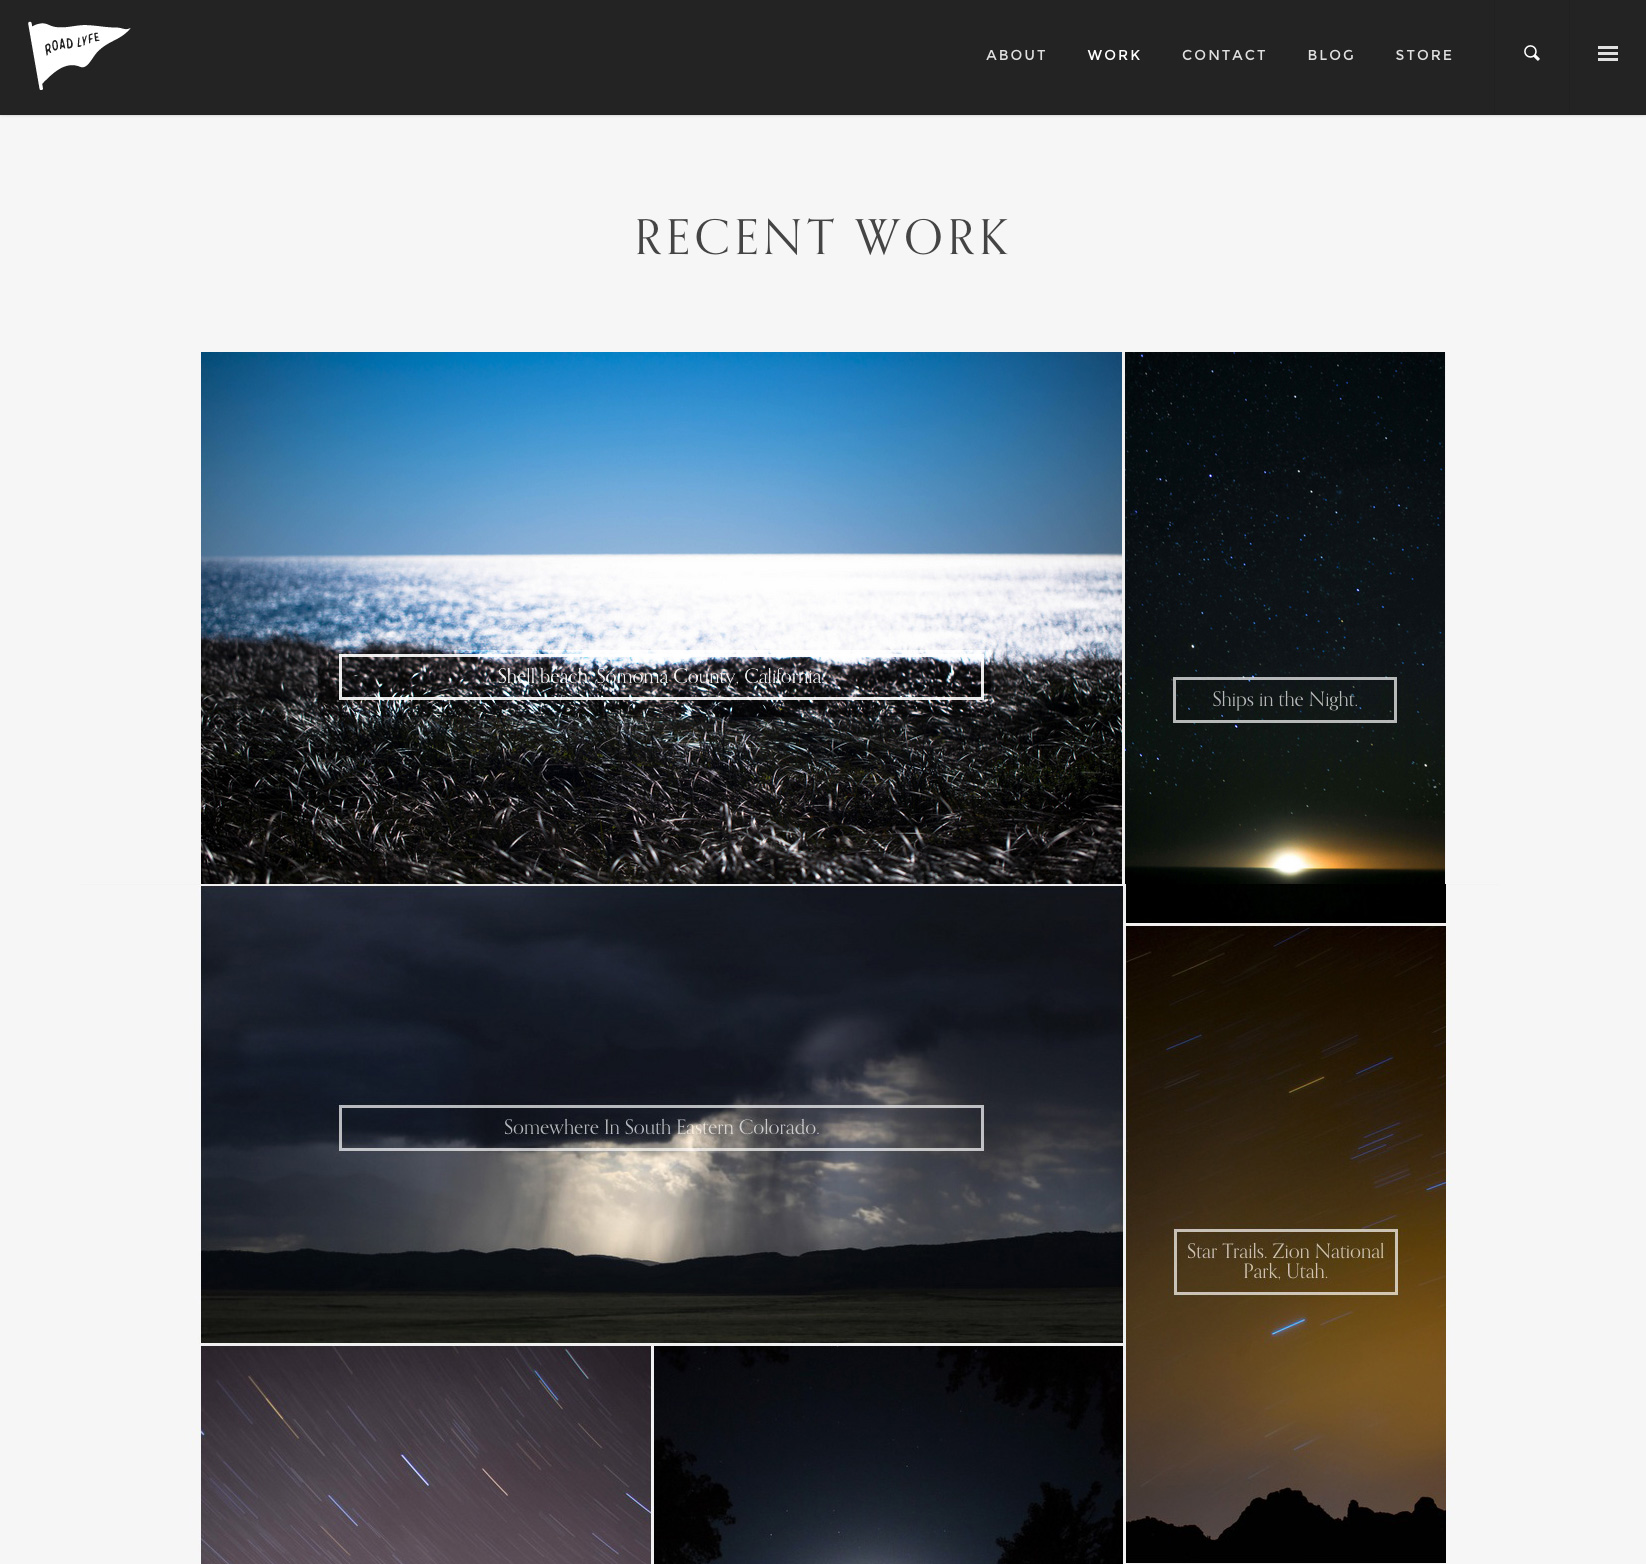 ROAD LYFE
ABOUT WORK CONTACT BLOG STORE
RECENT WORK
Shell beach. Somoma County, California.
Ships in the Night.
Somewhere In South Eastern Colorado.
Star Trails. Zion National
Park, Utah.